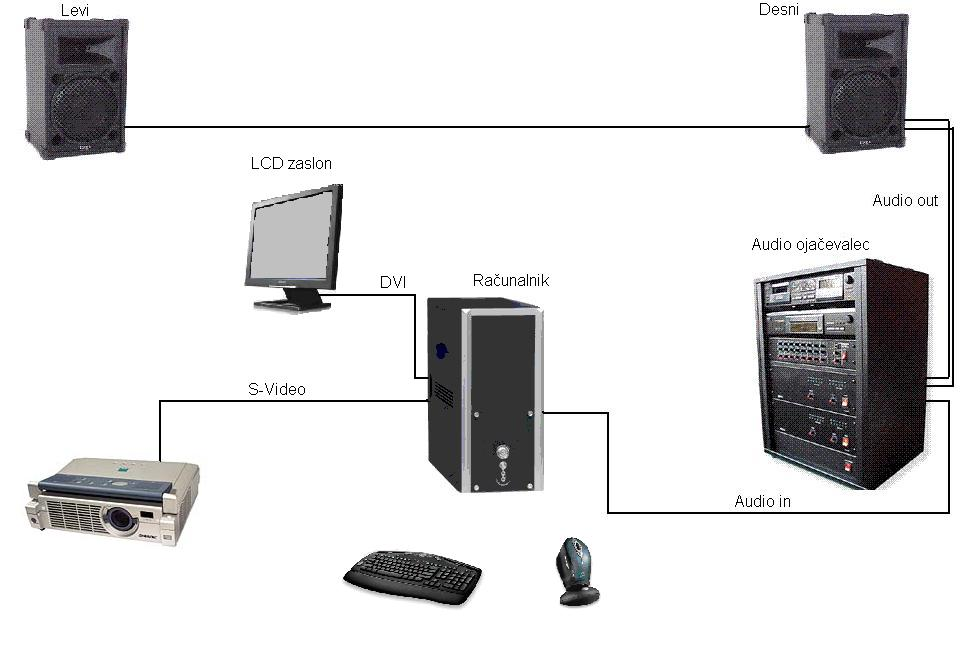 Levi
Desni
LCD zaslon
Audio out
Audio ojačevalec
DVI
Računalnik
S-Video
Audio in